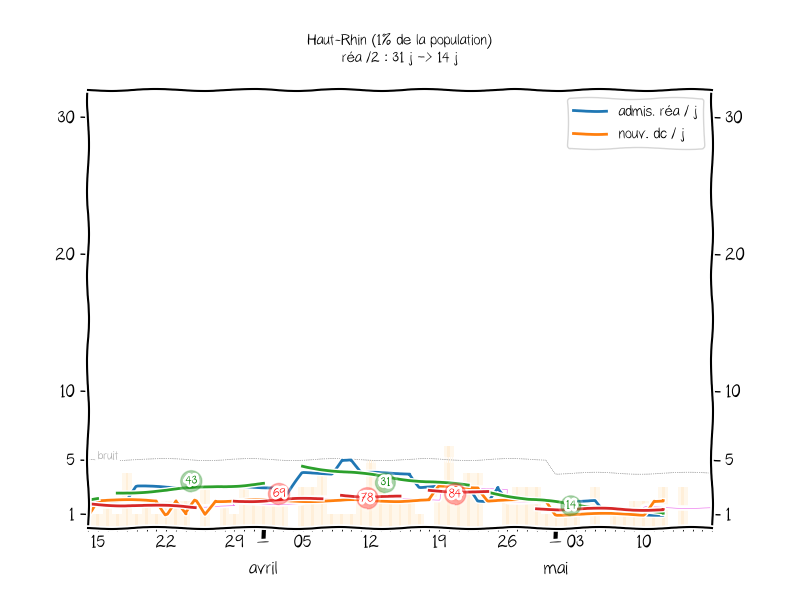 Haut-Rhin (1% de la population)
réa /2 : 31 j -> 14 j
admis. réa / j
nouv. dc / j
30
30
20
20
10
10
bruit
5
5
1
1
43
69
78
31
84
14
15 22 29 1 05 12 19 26 1 03 10
avril mai